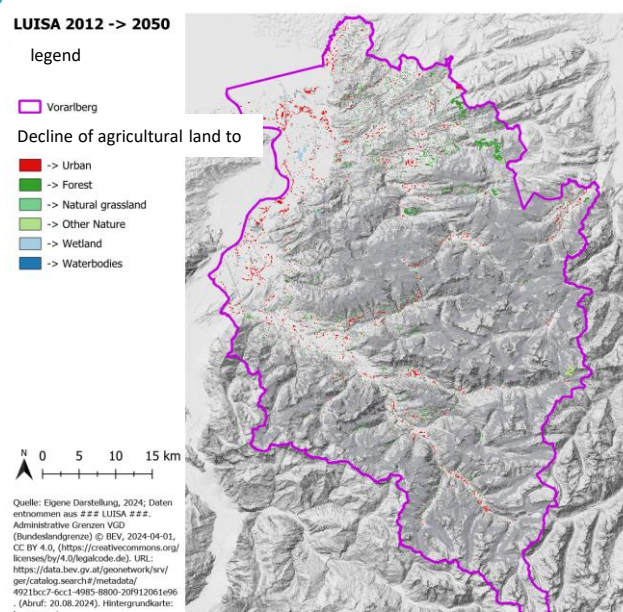 LUISA 2012 -> 2050
legend
Vorarlberg
Decline of agricultural land to
-> Urban
-> Forest
-> Natural grassland
-> Other Nature
-> Wetland
-> Waterbodies
N
0 5 10 15 km
Quelle: Eigene Darstellung, 2024; Daten
entnommen aus ### LUISA ###.
Administrative Grenzen VGD
(Bundeslandgrenze) © BEV, 2024-04-01,
CC BY 4.0, (https://creativecommons.org/
licenses/by/4.0/legalcode.de). URL:
https://data.bev.gv.at/geonetwork/srv/
ger/catalog.search#/metadata/
4921bcc7-6cc1-4985-8800-20f912061e96
. (Abruf: 20.08.2024). Hintergrundkarte: